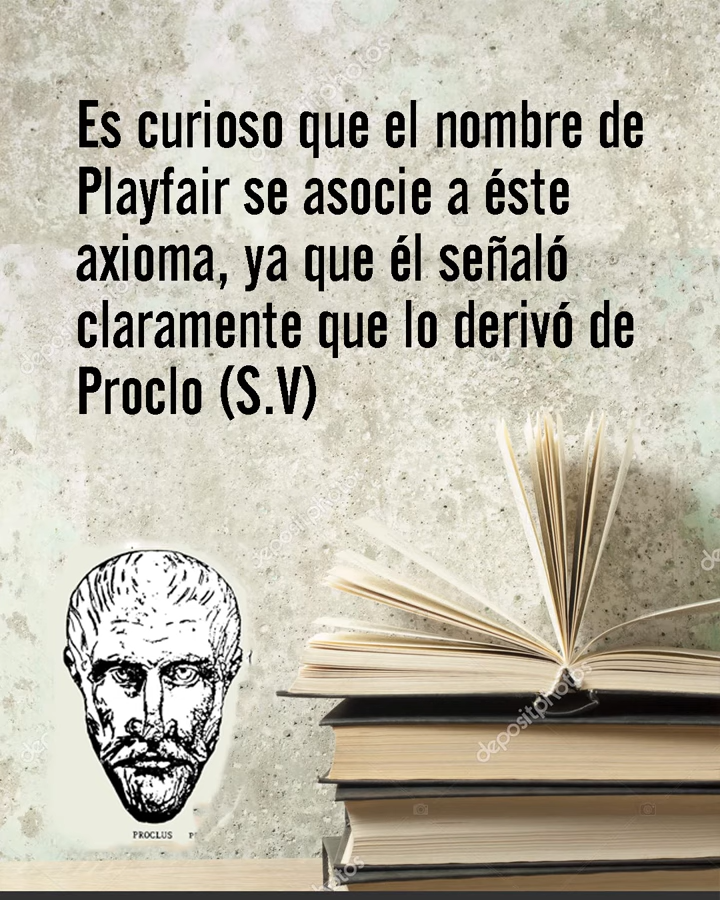 Es curioso que el nombre de
Playfair se asocie a éste
axioma, ya que él señaló
claramente que lo derivó de
Proclo (S.V)
depositphotos
PROCLUS P